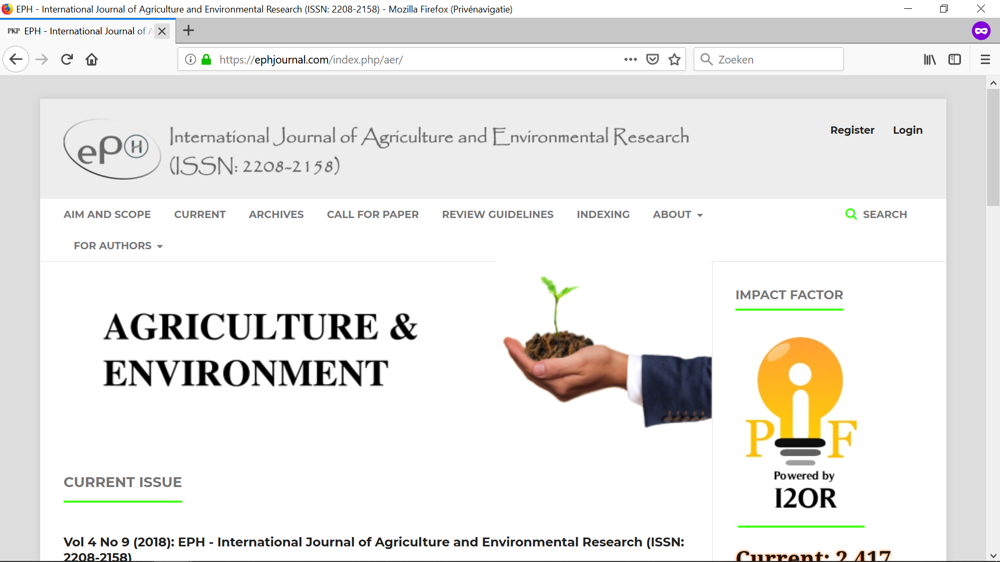 EPH - International Journal of Agriculture and Environmental Research (ISSN: 2208-2158) - Mozilla Firefox (Privénavigatie)
PKP EPH - International Journal of A
https://ephjournal.com/index.php/aer/
Zoeken
ePH International Journal of Agriculture and Environmental Research
(ISSN: 2208-2158)
Register Login
AIM AND SCOPE CURRENT ARCHIVES CALL FOR PAPER REVIEW GUIDELINES INDEXING ABOUT SEARCH
FOR AUTHORS
AGRICULTURE &
ENVIRONMENT
IMPACT FACTOR
PiF
Powered by
I2OR
CURRENT ISSUE
Vol 4 No 9 (2018): EPH - International Journal of Agriculture and Environmental Research (ISSN:
2208-2158)
Current: 2.417